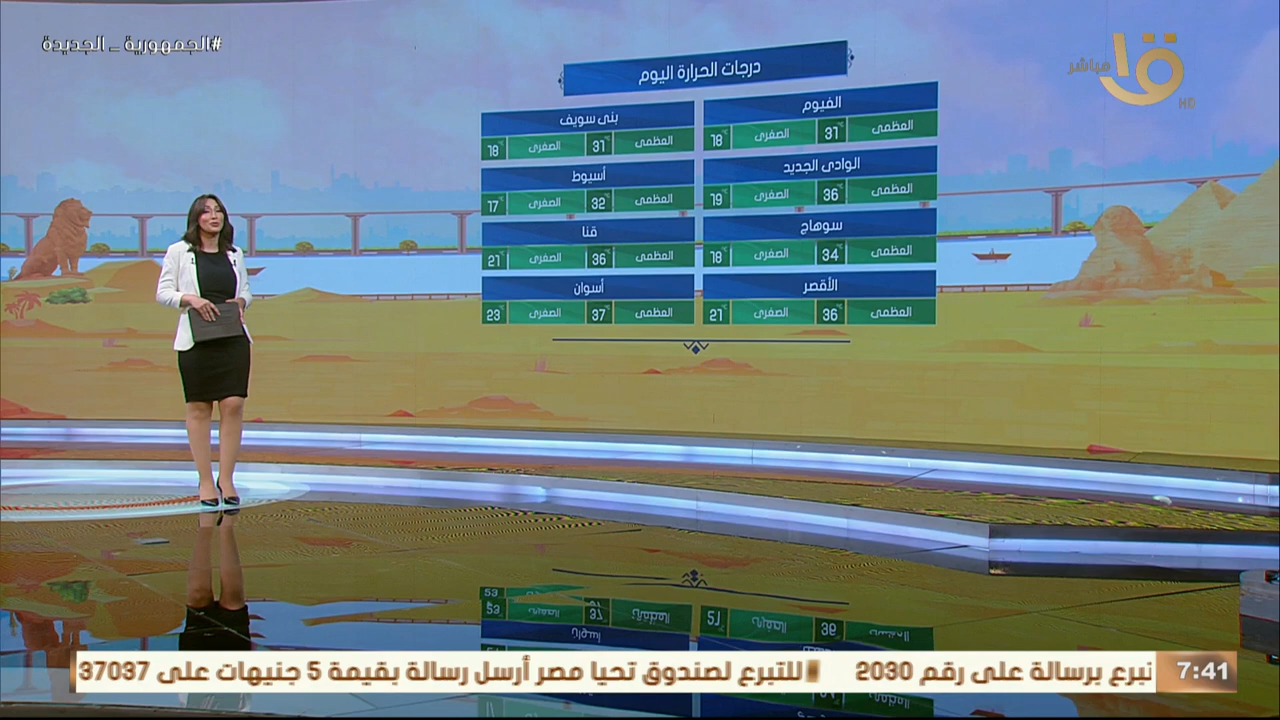 #الجمهورية _ الجديدة
ق1
مباشر
HD
درجات الحرارة اليوم
الفيوم
العظمى 31 الصغرى 18
بنى سويف
العظمى 31 الصغرى 18
الوادى الجديد
العظمى 36 الصغرى 19
أسيوط
العظمى 32 الصغرى 17
سوهاج
العظمى 34 الصغرى 18
قنا
العظمى 36 الصغرى 21
الأقصر
العظمى 36 الصغرى 21
أسوان
العظمى 37 الصغرى 23
7:41 برسالة على رقم 2030 للتبرع لصندوق تحيا مصر أرسل رسالة بقيمة 5 جنيهات على 37037